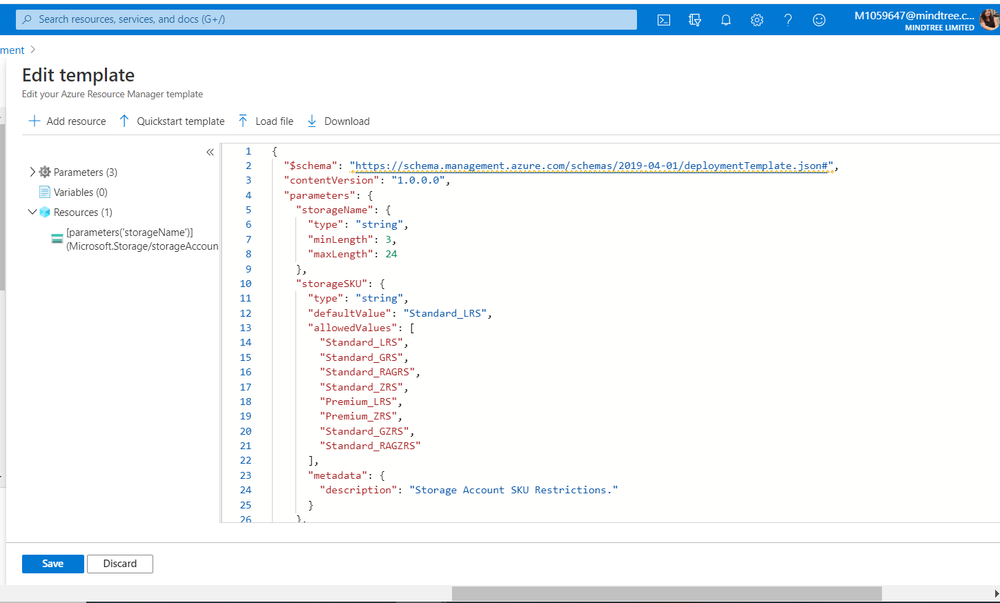 Search resources, services, and docs (G+/)
M1059647@mindtree.c...
MINDTREE LIMITED
ment
Edit template
Edit your Azure Resource Manager template
Add resource Quickstart template Load file Download
Parameters (3)
Variables (0)
Resources (1)
[parameters('storageName')]
(Microsoft.Storage/storageAccoun
1 {
2 "$schema": "https://schema.management.azure.com/schemas/2019-04-01/deploymentTemplate.json#",
3 "contentVersion": "1.0.0.0",
4 "parameters": {
5 "storageName": {
6 "type": "string",
7 "minLength": 3,
8 "maxLength": 24
9 },
10 "storageSKU": {
11 "type": "string",
12 "defaultValue": "Standard_LRS",
13 "allowedValues": [
14 "Standard_LRS",
15 "Standard_GRS",
16 "Standard_RAGRS",
17 "Standard_ZRS",
18 "Premium_LRS",
19 "Premium_ZRS",
20 "Standard_GZRS",
21 "Standard_RAGZRS"
22 ],
23 "metadata": {
24 "description": "Storage Account SKU Restrictions."
25 }
26 },
Save Discard